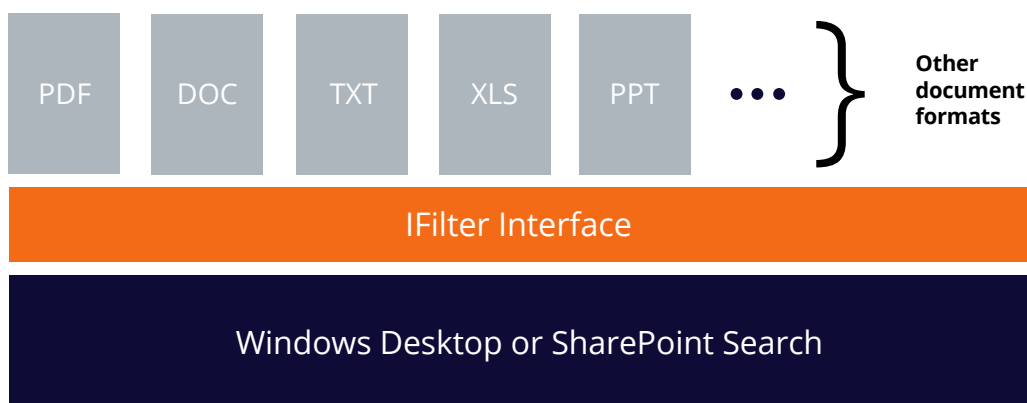 PDF
DOC
TXT
XLS
PPT
Other
document
formats
IFilter Interface
Windows Desktop or SharePoint Search